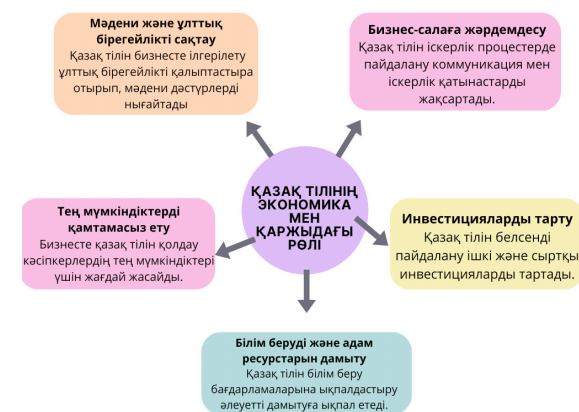 Мәдени және ұлттық
бірегейлікті сақтау
Қазақ тілін бизнесте ілгерілету
ұлттық бірегейлікті қалыптастыра
отырып, мәдени дәстүрлерді
нығайтады
Бизнес-салаға жәрдемдесу
Қазақ тілін іскерлік процестерде
пайдалану коммуникация мен
іскерлік қатынастарды
жақсартады.
ҚАЗАҚ ТІЛІНІҢ
ЭКОНОМИКА
МЕН
ҚАРЖЫДАҒЫ
РӨЛІ
Тең мүмкіндіктерді
қамтамасыз ету
Бизнесте қазақ тілін қолдау
кәсіпкерлердің тең мүмкіндіктері
үшін жағдай жасайды.
Инвестицияларды тарту
Қазақ тілін белсенді
пайдалану ішкі және сыртқы
инвестицияларды тартады.
Білім беруді және адам
ресурстарын дамыту
Қазақ тілін білім беру
бағдарламаларына ықпалдастыру
әлеуетті дамытуға ықпал етеді.